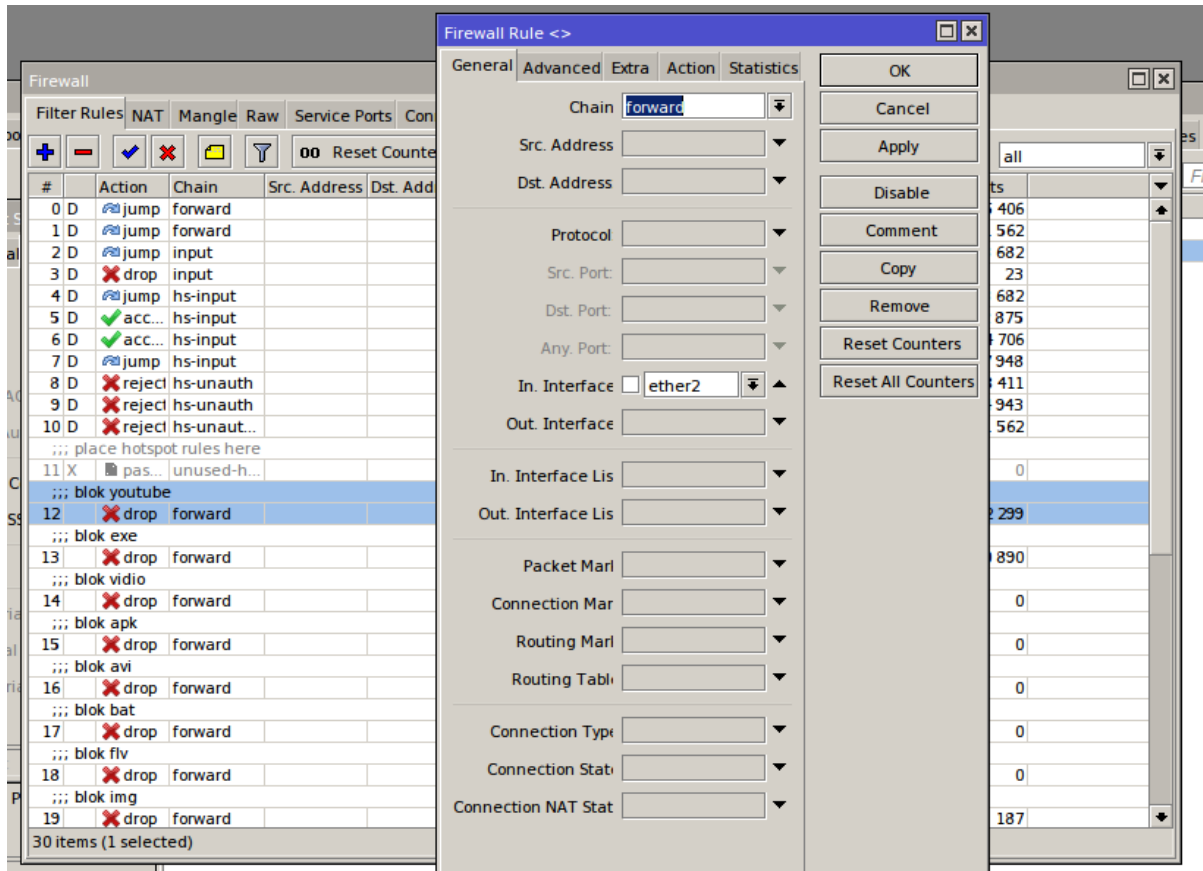 Firewall Rule <>
General Advanced Extra Action Statistics
Chain forward
Src. Address
Dst. Address
Protocol
Src. Port:
Dst. Port:
Any. Port:
In. Interface ether2
Out. Interface
In. Interface Lis
Out. Interface Lis
Packet Marl
Connection Mar
Routing Marl
Routing Tabl
Connection Type
Connection Stat
Connection NAT Stat
OK
Cancel
Apply
Disable
Comment
Copy
Remove
Reset Counters
Reset All Counters
Firewall
Filter Rules NAT Mangle Raw Service Ports Con
00 Reset Counte
all
# Action Chain Src. Address Dst. Add ts
0 D jump forward 406
1 D jump forward 562
2 D jump input 682
3 D drop input 23
4 D jump hs-input 682
5 D acc... hs-input 875
6 D acc... hs-input 706
7 D jump hs-input 948
8 D reject hs-unauth 411
9 D reject hs-unauth 943
10 D reject hs-unaut... 562
;;; place hotspot rules here
11 X pas... unused-h... 0
;;; blok youtube
12 drop forward 2 299
;;; blok exe
13 drop forward 890
;;; blok vidio
14 drop forward 0
;;; blok apk
15 drop forward 0
;;; blok avi
16 drop forward 0
;;; blok bat
17 drop forward 0
;;; blok flv
18 drop forward 0
;;; blok img
19 drop forward 187
30 items (1 selected)